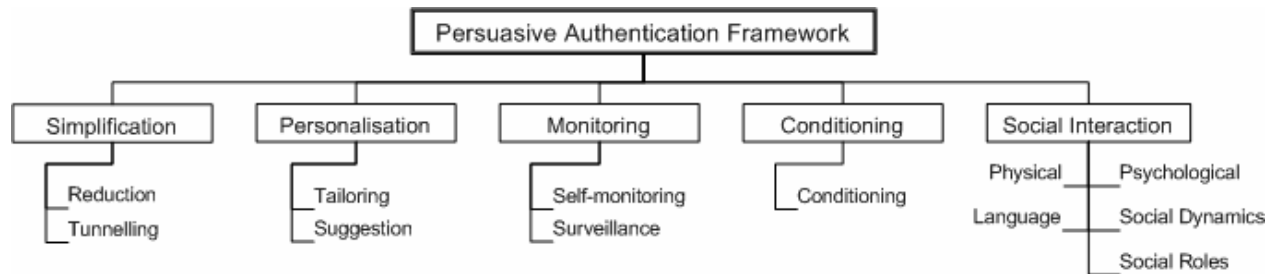 Persuasive Authentication Framework
Simplification
Personalisation
Monitoring
Conditioning
Social Interaction
Reduction
Tunnelling
Tailoring
Suggestion
Self-monitoring
Surveillance
Conditioning
Physical
Psychological
Language
Social Dynamics
Social Roles